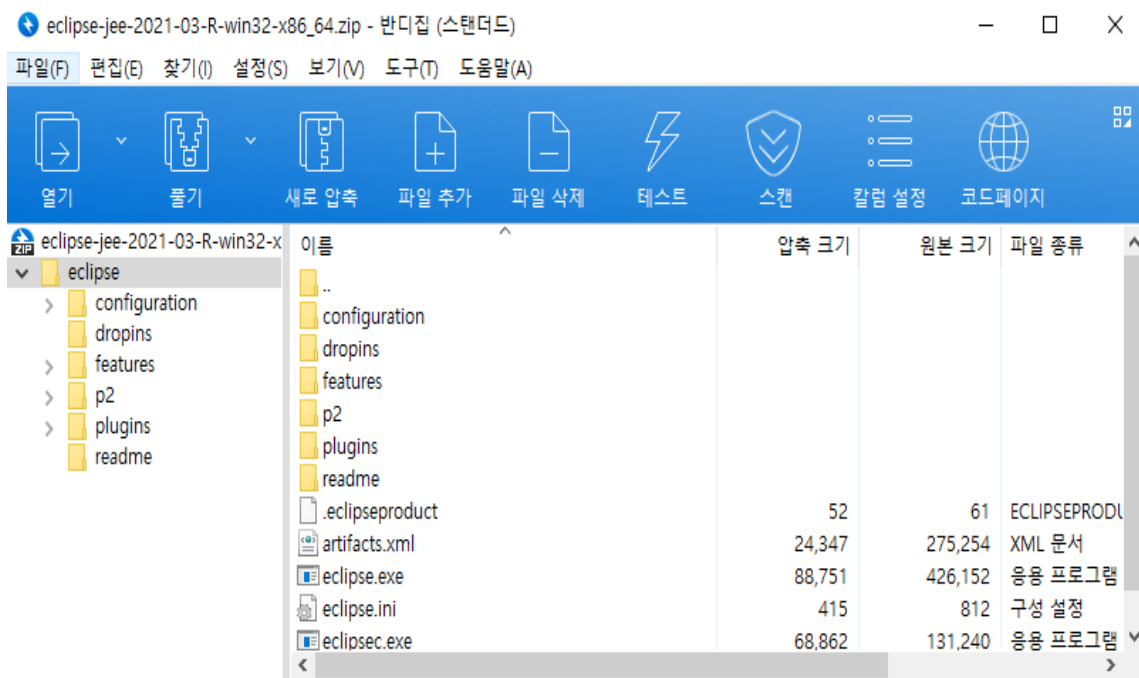 eclipse-jee-2021-03-R-win32-x86_64.zip - 반디집 (스탠더드)
파일(F) 편집(E) 찾기(I) 설정(S) 보기(V) 도구(T) 도움말(A)
열기 풀기 새로 압축 파일 추가 파일 삭제 테스트 스캔 칼럼 설정 코드페이지
ZIP eclipse-jee-2021-03-R-win32-x
eclipse
configuration
dropins
features
p2
plugins
readme
이름 압축 크기 원본 크기 파일 종류
..
configuration
dropins
features
p2
plugins
readme
.eclipseproduct 52 61 ECLIPSEPRODU
artifacts.xml 24,347 275,254 XML 문서
eclipse.exe 88,751 426,152 응용 프로그램
eclipse.ini 415 812 구성 설정
eclipsec.exe 68,862 131,240 응용 프로그램